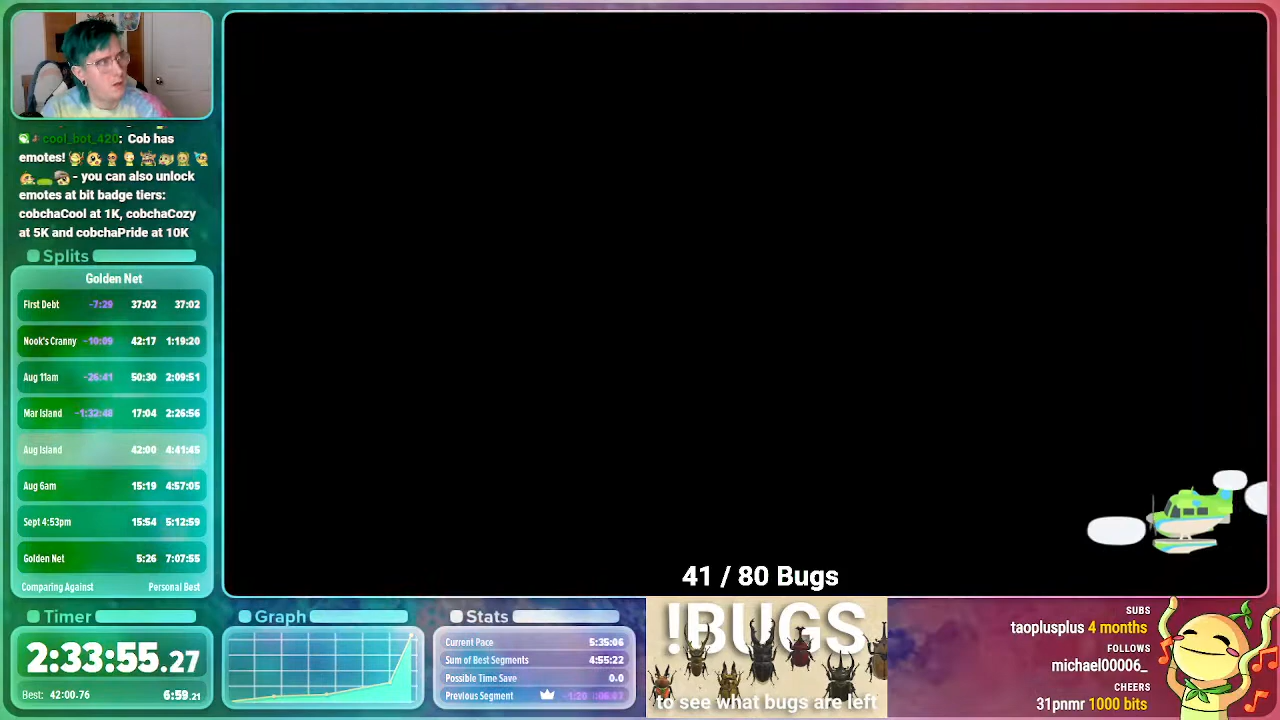 cool_bot_420: Cob has
emotes!
- you can also unlock
emotes at bit badge tiers:
cobchaCool at 1K, cobchaCozy
at 5K and cobchaPride at 10K
Splits
Golden Net
First Debt -7:29 37:02 37:02
Nook's Cranny -10:09 42:17 1:19:20
Aug 11am -26:41 50:30 2:09:51
Mar Island -1:32:48 17:04 2:26:56
Aug Island 42:00 4:41:45
Aug 6am 15:19 4:57:05
Sept 4:53pm 15:54 5:12:59
Golden Net 5:26 7:07:55
Comparing Against Personal Best
Timer
2:33:55.27
Best: 42:00.76 6:59.21
Graph
Stats
Current Pace 5:35:06
Sum of Best Segments 4:55:22
Possible Time Save 0.0
Previous Segment
41 / 80 Bugs
!BUGS
to see what bugs are left
SUBS
taoplusplus 4 months
FOLLOWS
michael00006_
CHEERS
31pnmr 1000 bits